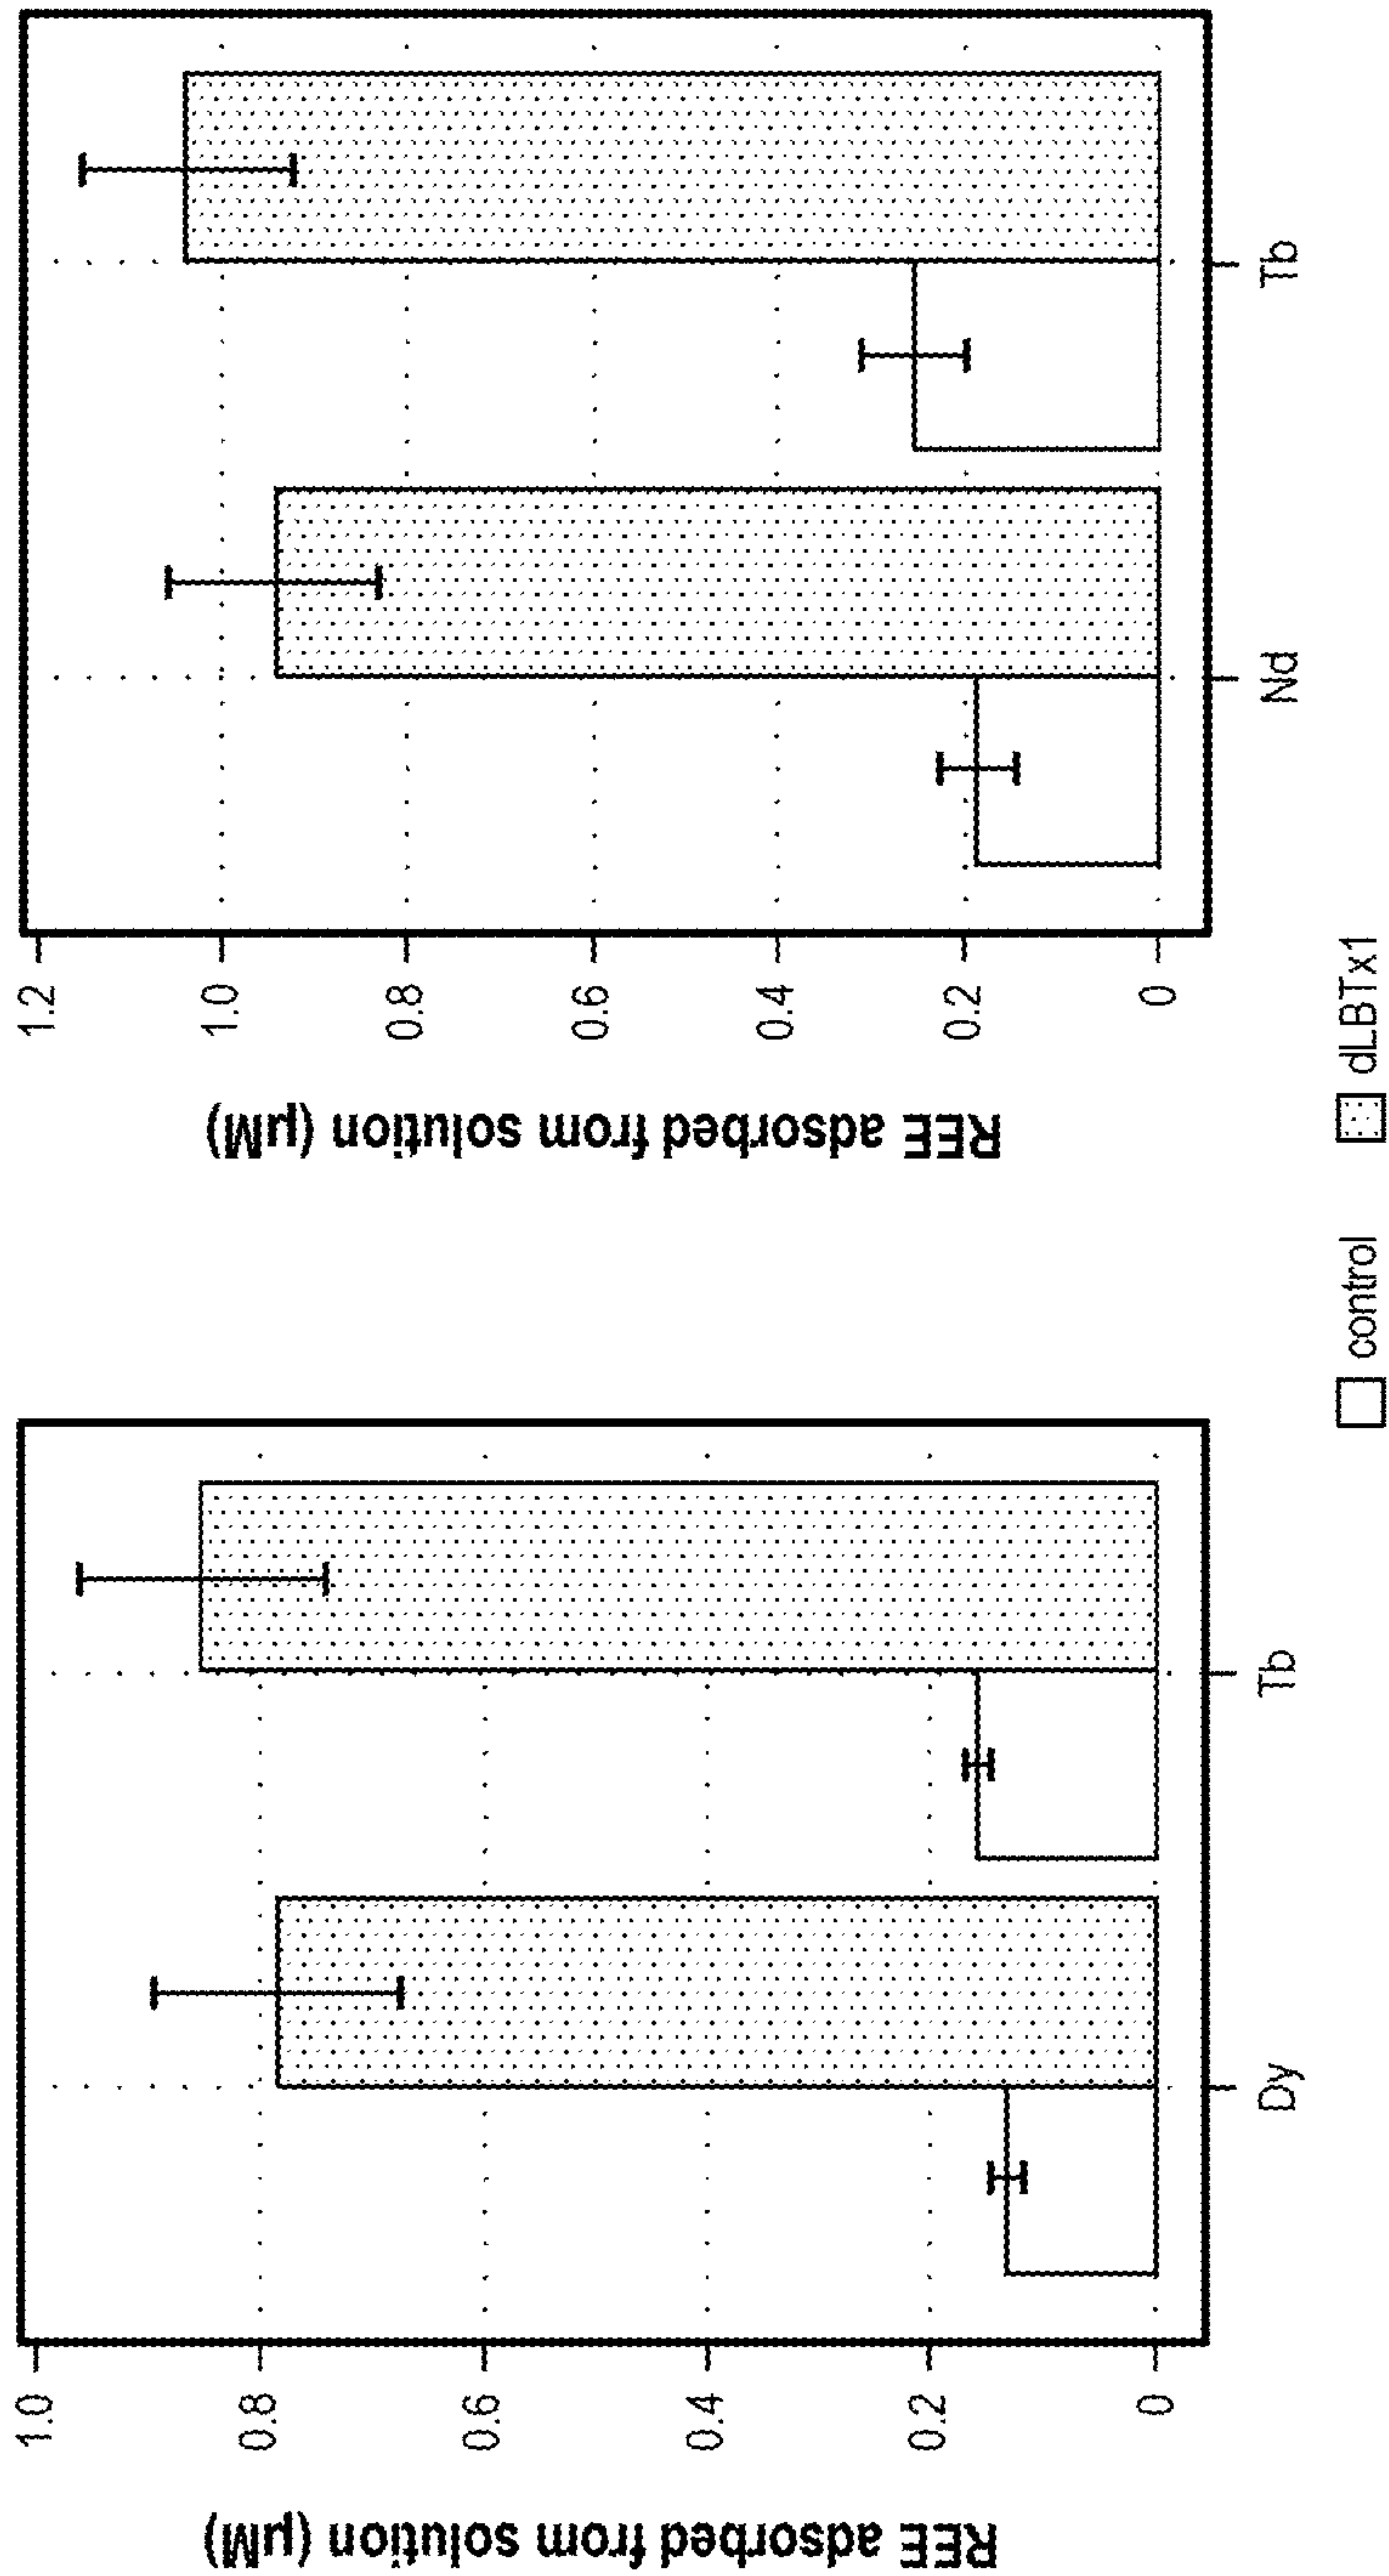 REE adsorbed from solution (µM)
1.0
0.8
0.6
0.4
0.2
0
Dy
Tb
REE adsorbed from solution (µM)
1.2
1.0
0.8
0.6
0.4
0.2
0
Nd
Tb
control
dLBTx1